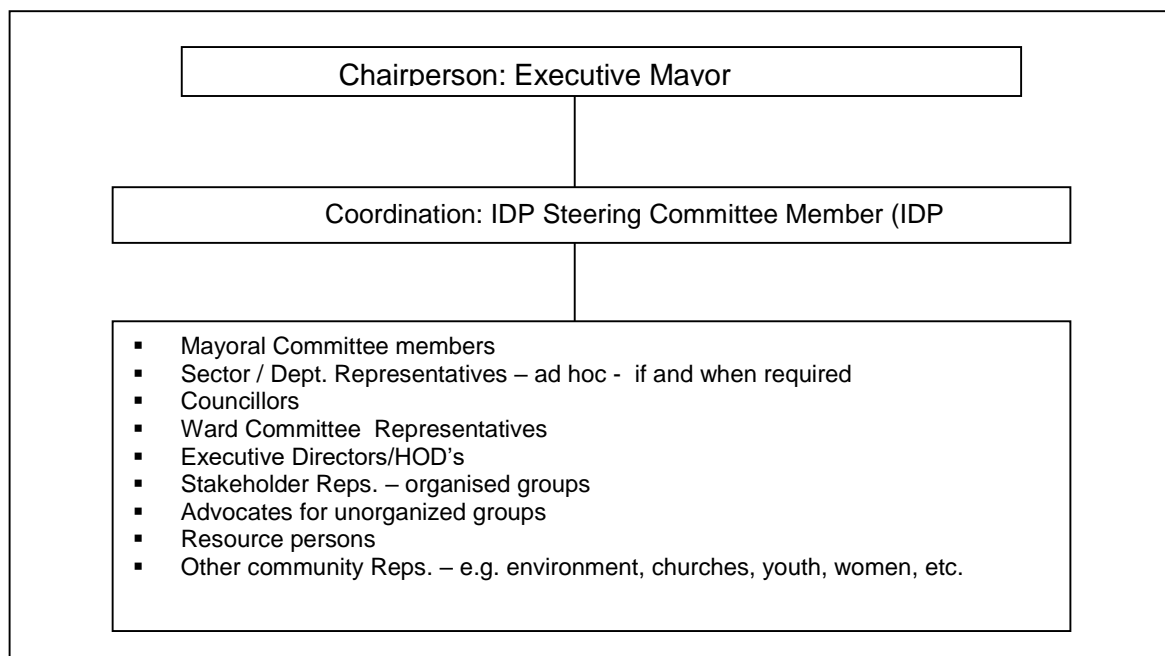 Chairperson: Executive Mayor
Coordination: IDP Steering Committee Member (IDP
▪ Mayoral Committee members
▪ Sector / Dept. Representatives – ad hoc - if and when required
▪ Councillors
▪ Ward Committee Representatives
▪ Executive Directors/HOD's
▪ Stakeholder Reps. – organised groups
▪ Advocates for unorganized groups
▪ Resource persons
▪ Other community Reps. – e.g. environment, churches, youth, women, etc.